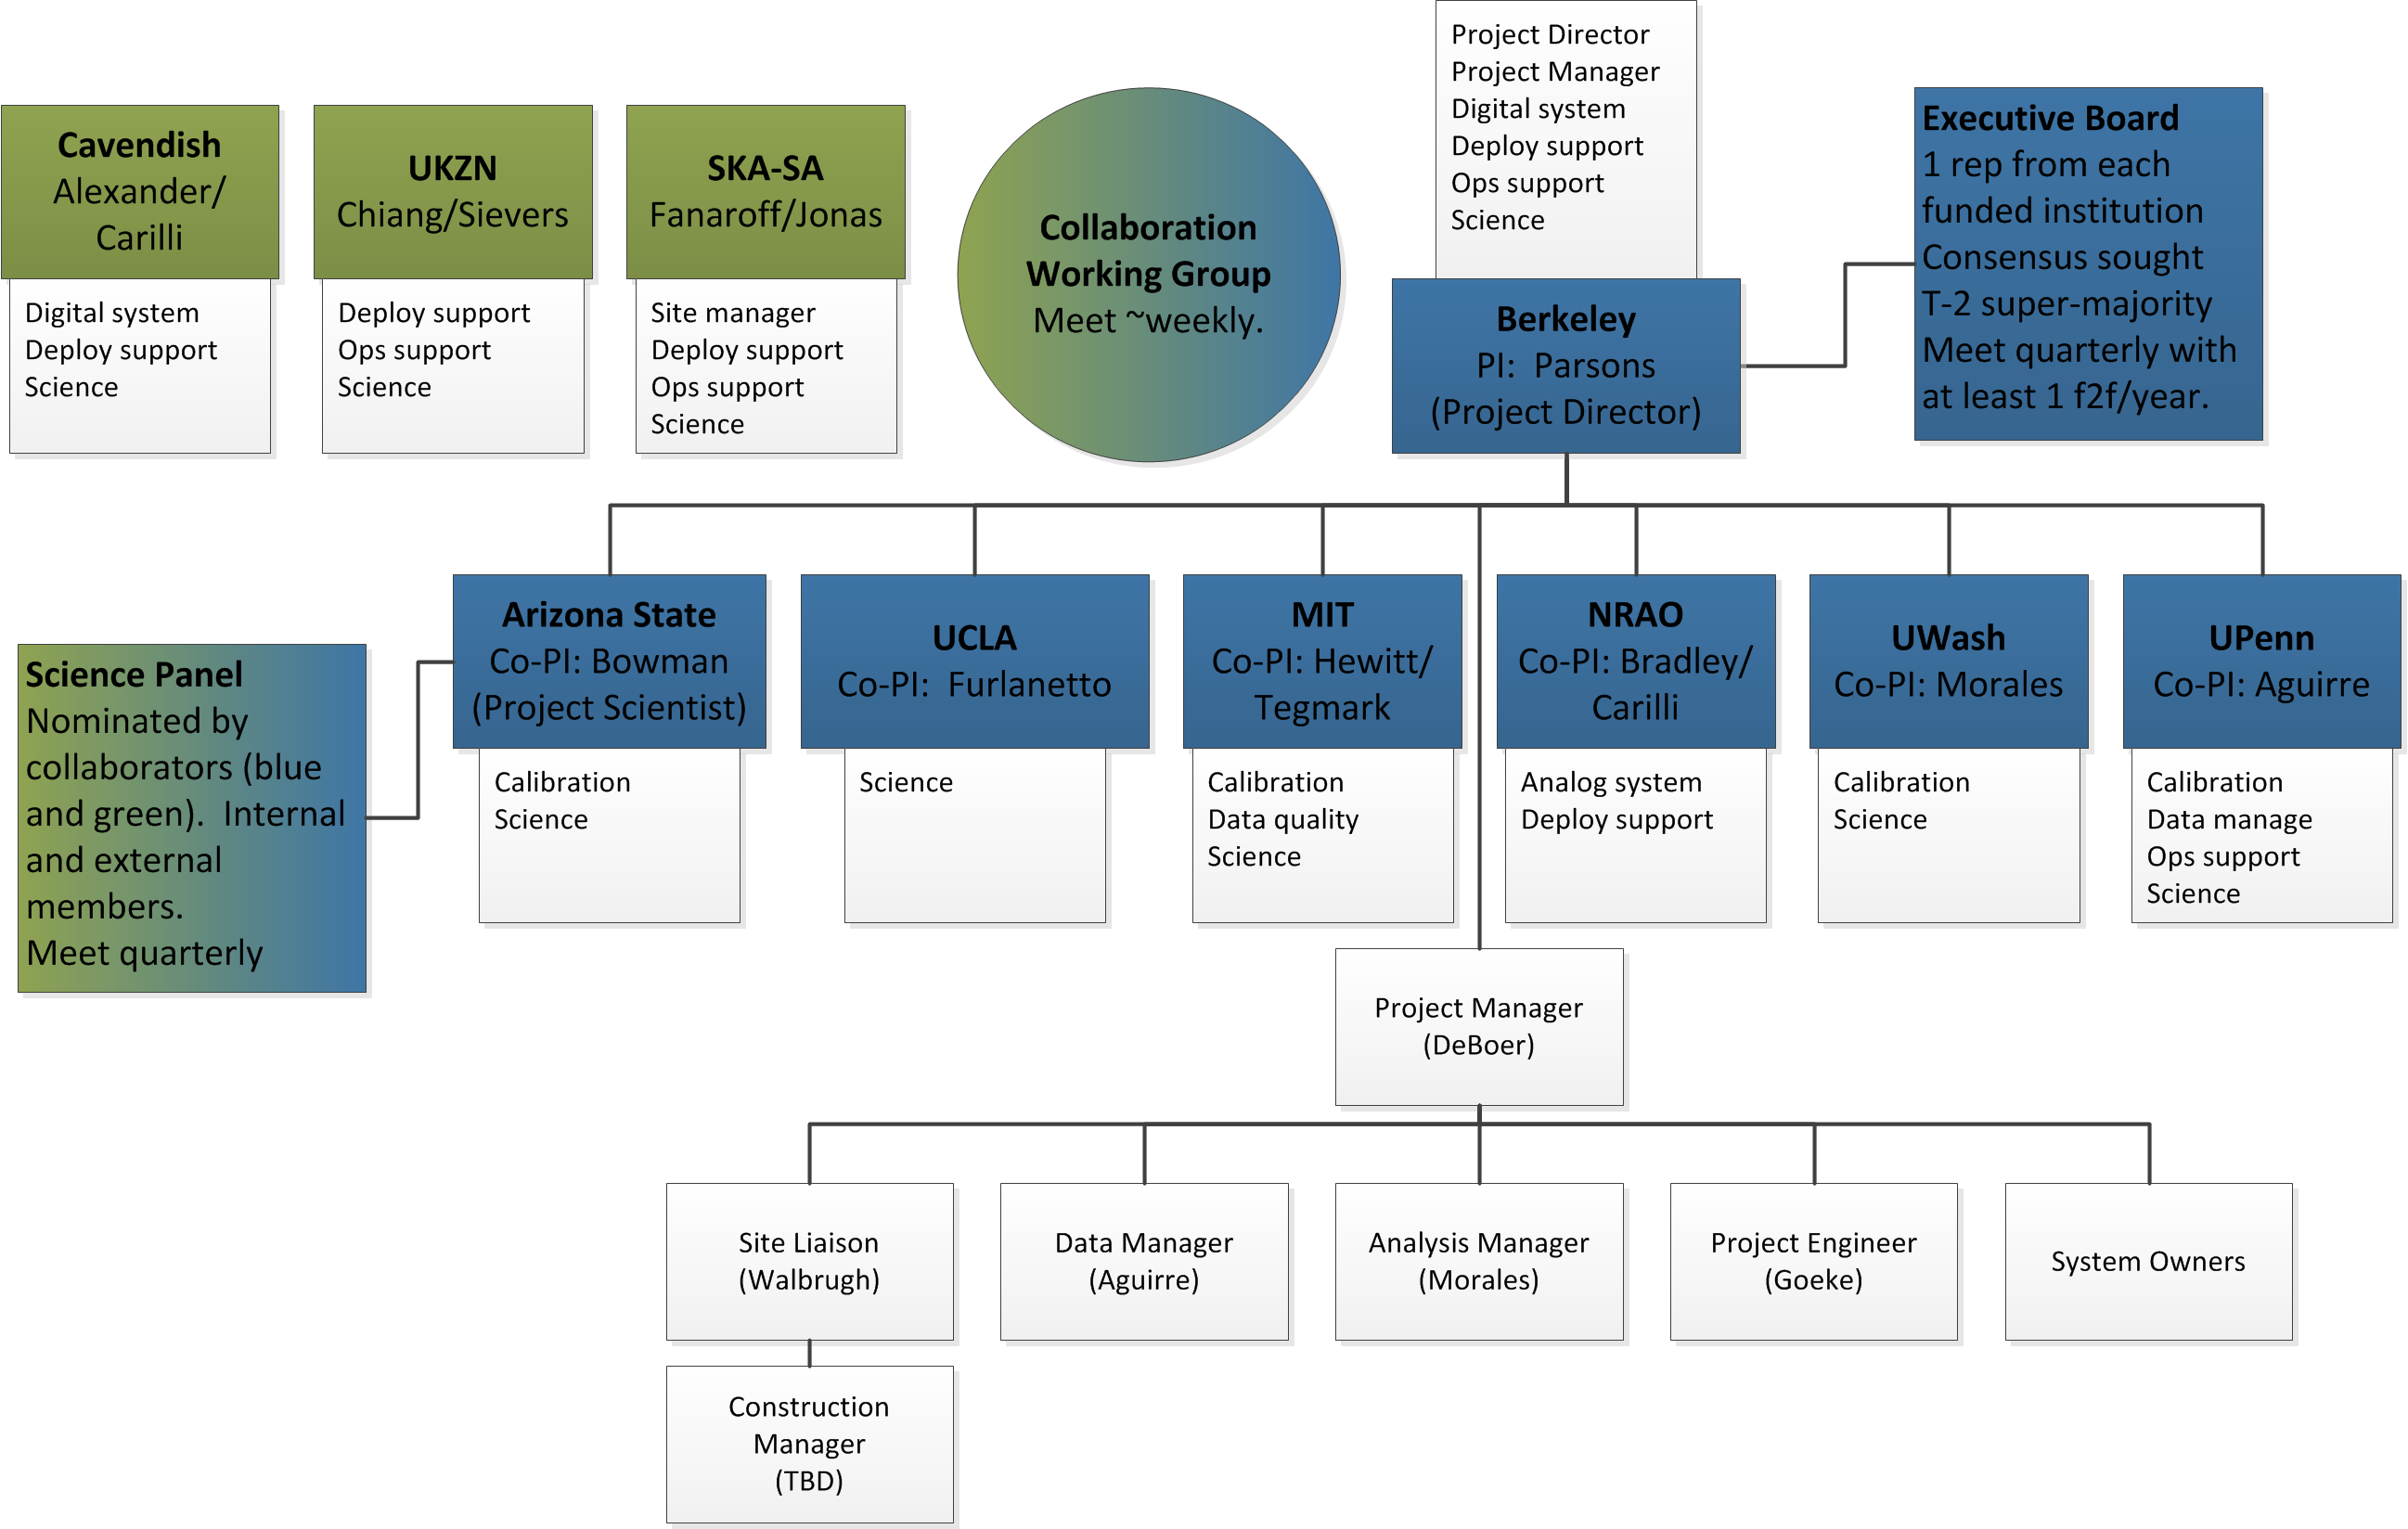 Cavendish
Alexander/
Carilli
Digital system
Deploy support
Science
UKZN
Chiang/Sievers
Deploy support
Ops support
Science
SKA-SA
Fanaroff/Jonas
Site manager
Deploy support
Ops support
Science
Collaboration
Working Group
Meet ~weekly.
Project Director
Project Manager
Digital system
Deploy support
Ops support
Science
Berkeley
PI:  Parsons
(Project Director)
Executive Board
1 rep from each
funded institution
Consensus sought
T-2 super-majority
Meet quarterly with
at least 1 f2f/year.
Science Panel
Nominated by
collaborators (blue
and green).  Internal
and external
members.
Meet quarterly
Arizona State
Co-PI: Bowman
(Project Scientist)
Calibration
Science
UCLA
Co-PI:  Furlanetto
Science
MIT
Co-PI: Hewitt/
Tegmark
Calibration
Data quality
Science
NRAO
Co-PI: Bradley/
Carilli
Analog system
Deploy support
UWash
Co-PI: Morales
Calibration
Science
UPenn
Co-PI: Aguirre
Calibration
Data manage
Ops support
Science
Project Manager
(DeBoer)
Site Liaison
(Walbrugh)
Data Manager
(Aguirre)
Analysis Manager
(Morales)
Project Engineer
(Goeke)
System Owners
Construction
Manager
(TBD)